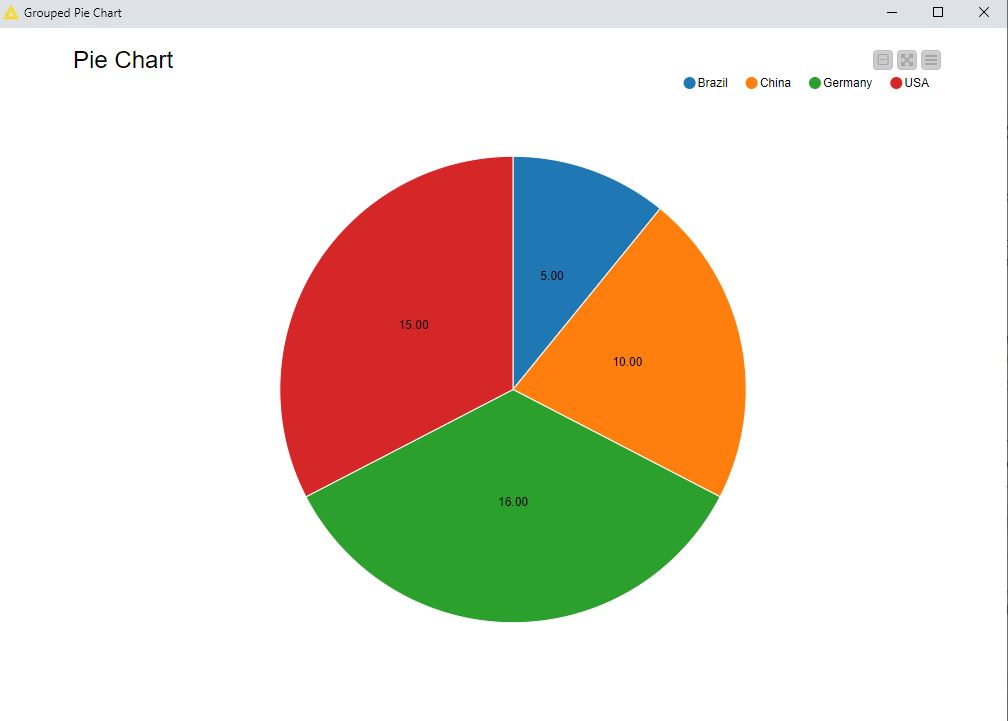 Grouped Pie Chart
Pie Chart
Brazil China Germany USA
5.00
15.00
10.00
16.00